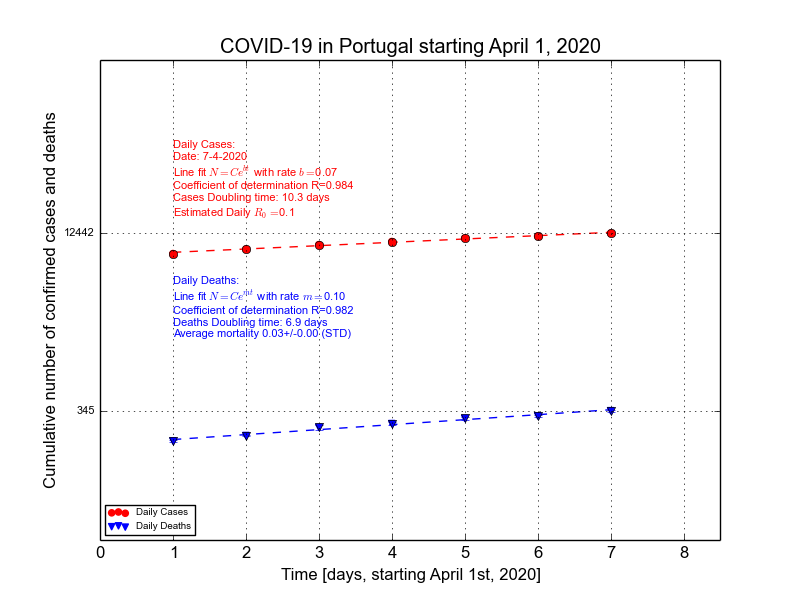 COVID-19 in Portugal starting April 1, 2020
Cumulative number of confirmed cases and deaths
Daily Cases:
Date: 7-4-2020
Line fit N = Ce^{bt} with rate b =0.07
Coefficient of determination R=0.984
Cases Doubling time: 10.3 days
Estimated Daily R_0 =0.1
12442
Daily Deaths:
Line fit N = Ce^{mt} with rate m =0.10
Coefficient of determination R=0.982
Deaths Doubling time: 6.9 days
Average mortality 0.03+/-0.00 (STD)
345
Daily Cases
Daily Deaths
0 1 2 3 4 5 6 7 8
Time [days, starting April 1st, 2020]